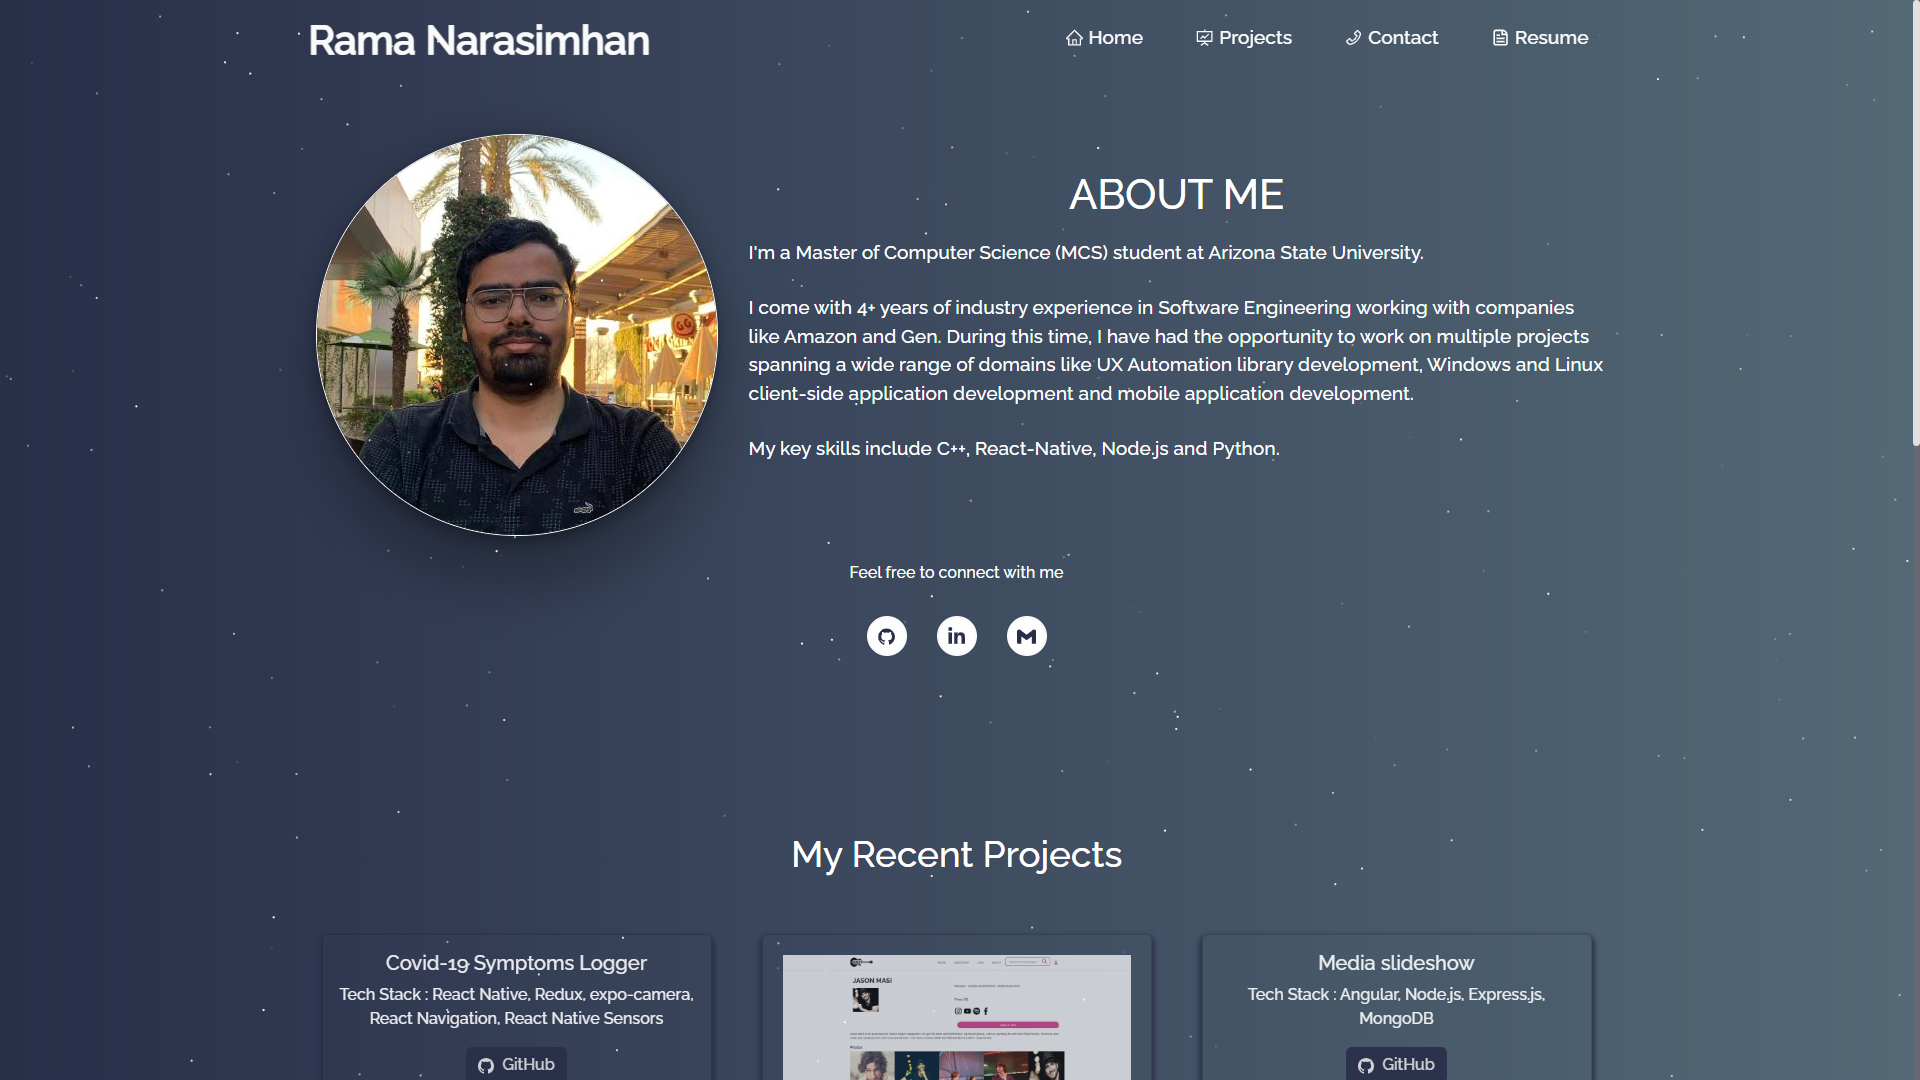 Rama Narasimhan
Home
Projects
Contact
Resume
ABOUT ME
I'm a Master of Computer Science (MCS) student at Arizona State University.
I come with 4+ years of industry experience in Software Engineering working with companies
like Amazon and Gen. During this time, I have had the opportunity to work on multiple projects
spanning a wide range of domains like UX Automation library development, Windows and Linux
client-side application development and mobile application development.
My key skills include C++, React-Native, Node.js and Python.
Feel free to connect with me
My Recent Projects
Covid-19 Symptoms Logger
Tech Stack : React Native, Redux, expo-camera,
React Navigation, React Native Sensors
GitHub
JASON MASI
Media slideshow
Tech Stack : Angular, Node.js, Express.js,
MongoDB
GitHub